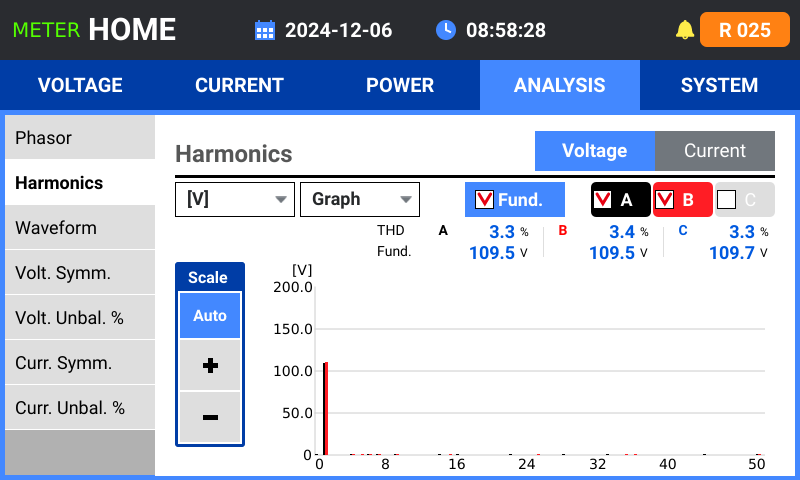 METER HOME 2024-12-06 08:58:28 R 025
VOLTAGE CURRENT POWER ANALYSIS SYSTEM
Phasor
Harmonics
Waveform
Volt. Symm.
Volt. Unbal. %
Curr. Symm.
Curr. Unbal. %
Harmonics Voltage Current
[V] Graph Fund. A B C
THD A 3.3 % B 3.4 % C 3.3 %
Fund. 109.5 V 109.5 V 109.7 V
Scale
Auto
+
−
[V]
200.0
150.0
100.0
50.0
0
0 8 16 24 32 40 50